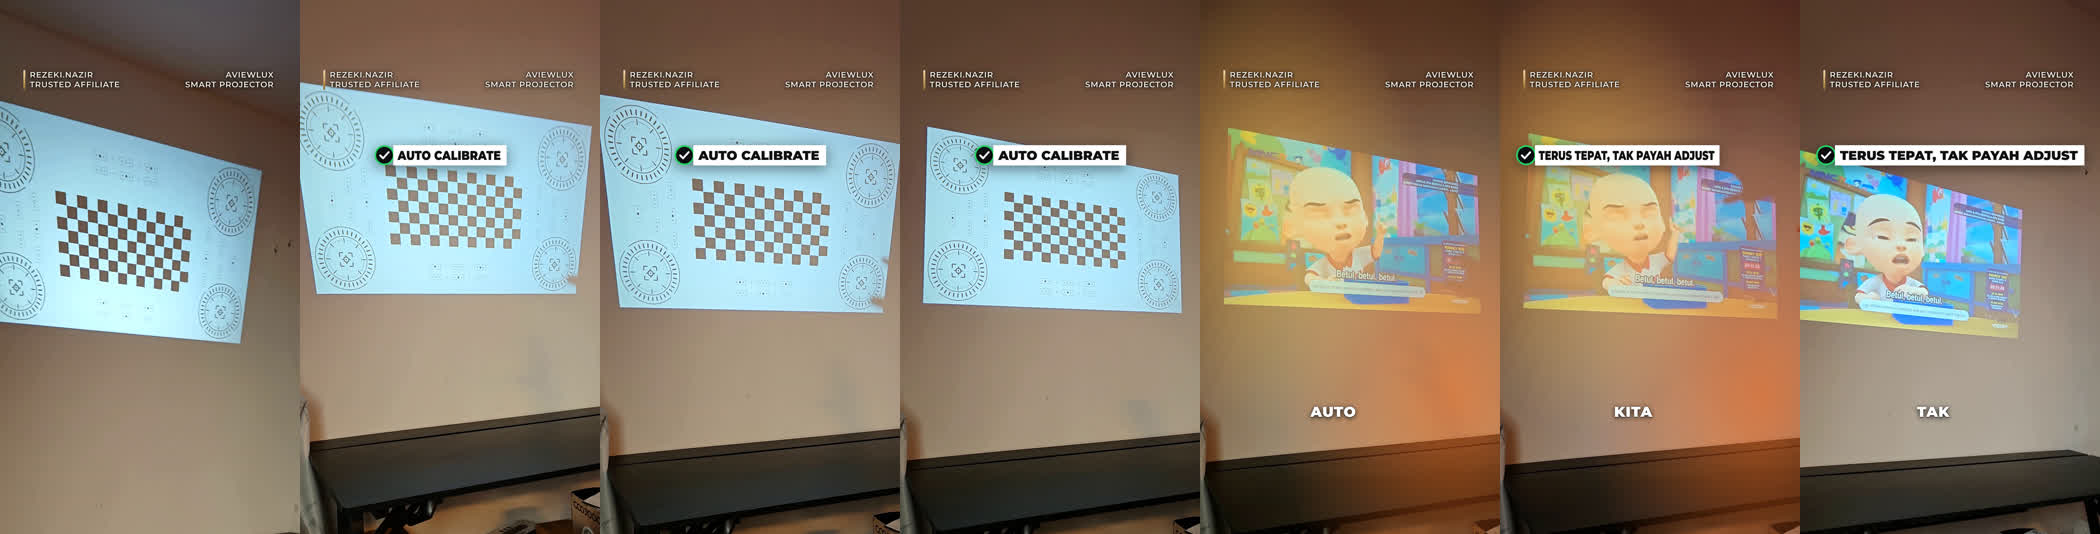 REZEKI.NAZIR
TRUSTED AFFILIATE
AVIEWLUX
SMART PROJECTOR
REZEKI.NAZIR
TRUSTED AFFILIATE
AVIEWLUX
SMART PROJECTOR
AUTO CALIBRATE
REZEKI.NAZIR
TRUSTED AFFILIATE
AVIEWLUX
SMART PROJECTOR
AUTO CALIBRATE
REZEKI.NAZIR
TRUSTED AFFILIATE
AVIEWLUX
SMART PROJECTOR
AUTO CALIBRATE
REZEKI.NAZIR
TRUSTED AFFILIATE
AVIEWLUX
SMART PROJECTOR
Betul, betul, betul.
AUTO
REZEKI.NAZIR
TRUSTED AFFILIATE
AVIEWLUX
SMART PROJECTOR
TERUS TEPAT, TAK PAYAH ADJUST
Betul, betul, betul.
KITA
REZEKI.NAZIR
TRUSTED AFFILIATE
AVIEWLUX
SMART PROJECTOR
TERUS TEPAT, TAK PAYAH ADJUST
Betul, betul, betul.
TAK